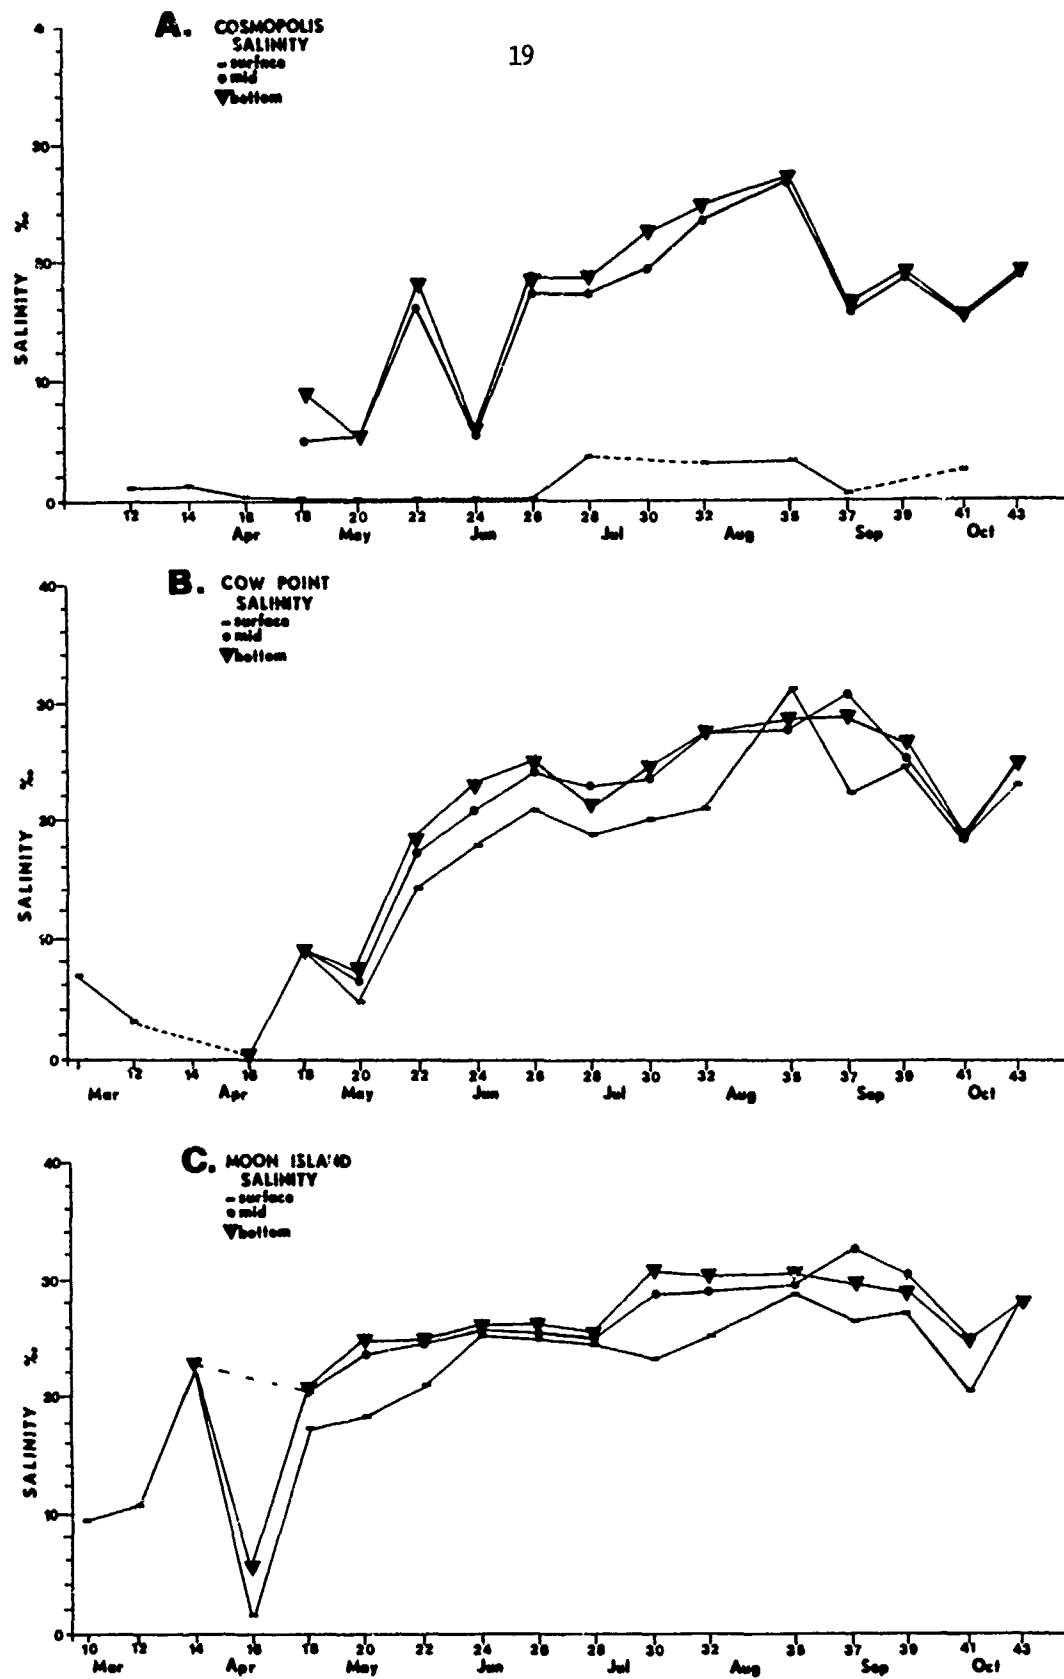 19
A. COSMOPOLIS
SALINITY
- surface
• mid
▼ bottom
4
30
20
10
0
SALINITY ‰
12 14 16 18 20 22 24 26 28 30 32 35 37 39 41 43
Apr May Jun Jul Aug Sep Oct
B. COW POINT
SALINITY
- surface
• mid
▼ bottom
40
30
20
10
0
SALINITY ‰
12 14 16 18 20 22 24 26 28 30 32 35 37 39 41 43
Mar Apr May Jun Jul Aug Sep Oct
C. MOON ISLAND
SALINITY
- surface
• mid
▼ bottom
40
30
20
10
0
SALINITY ‰
10 12 14 16 18 20 22 24 26 28 30 32 35 37 39 41 43
Mar Apr May Jun Jul Aug Sep Oct